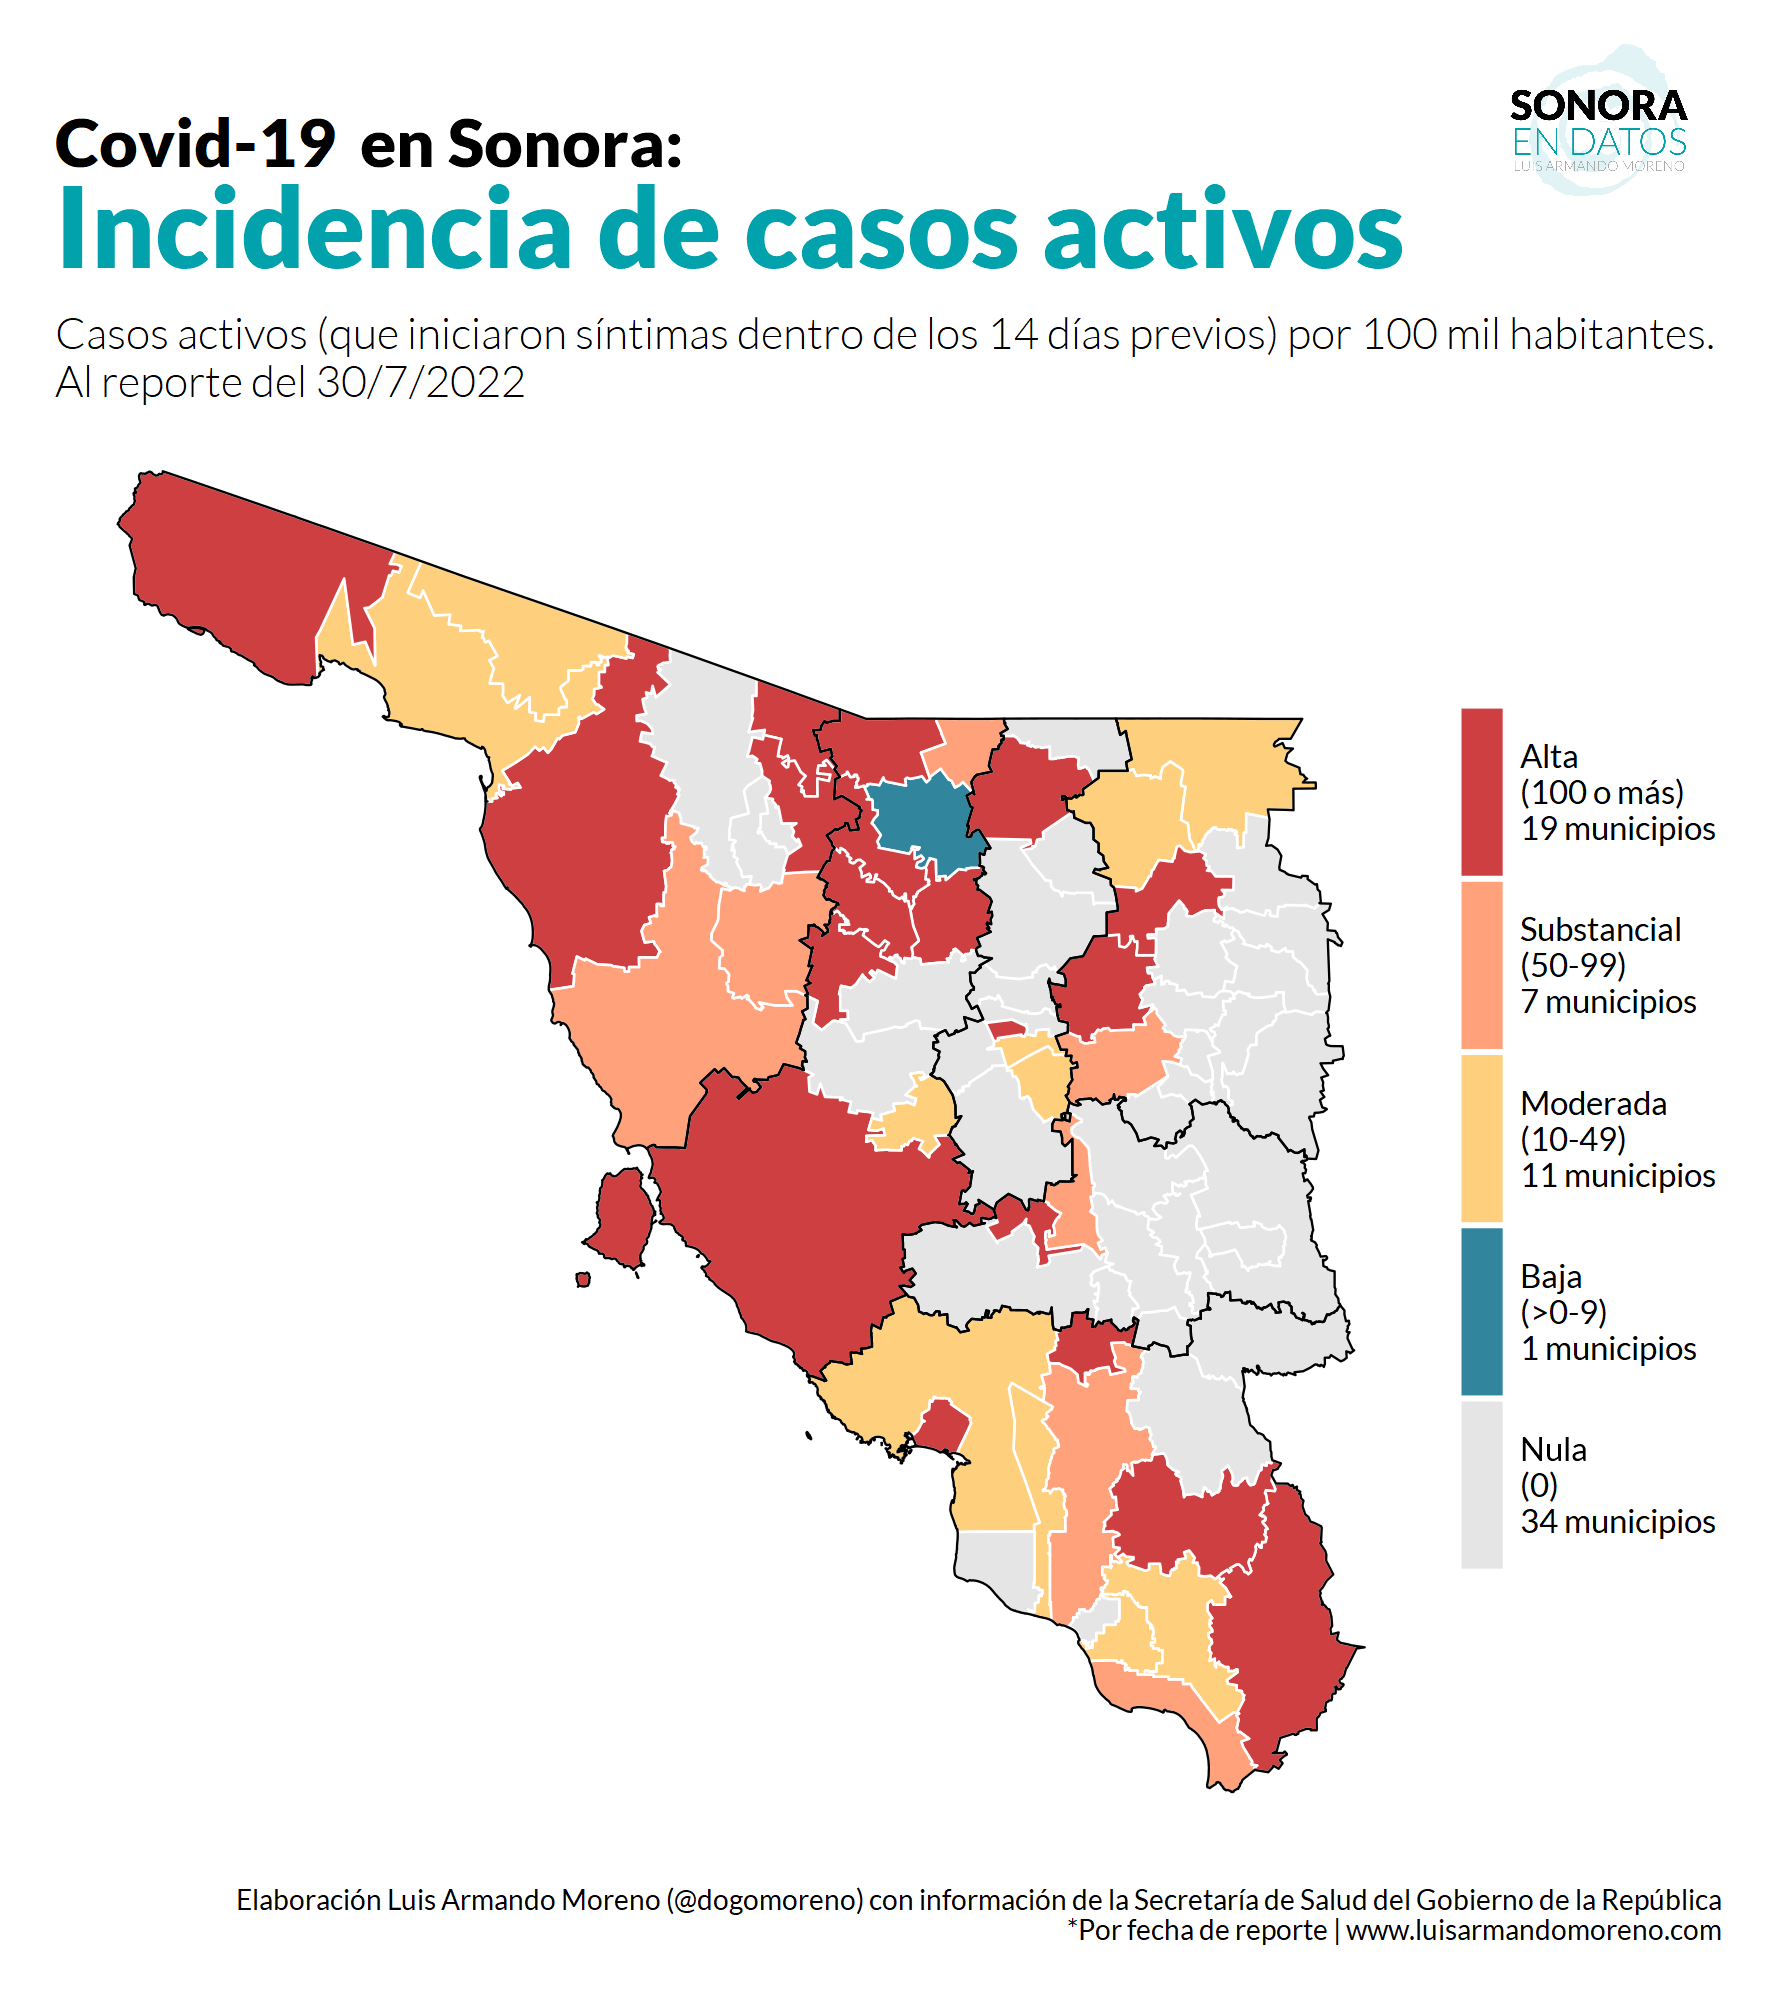 SONORA
EN DATOS
LUIS ARMANDO MORENO
Covid-19 en Sonora:
Incidencia de casos activos
Casos activos (que iniciaron síntimas dentro de los 14 días previos) por 100 mil habitantes.
Al reporte del 30/7/2022
Alta
(100 o más)
19 municipios
Substancial
(50-99)
7 municipios
Moderada
(10-49)
11 municipios
Baja
(>0-9)
1 municipios
Nula
(0)
34 municipios
Elaboración Luis Armando Moreno (@dogomoreno) con información de la Secretaría de Salud del Gobierno de la República
*Por fecha de reporte | www.luisarmandomoreno.com